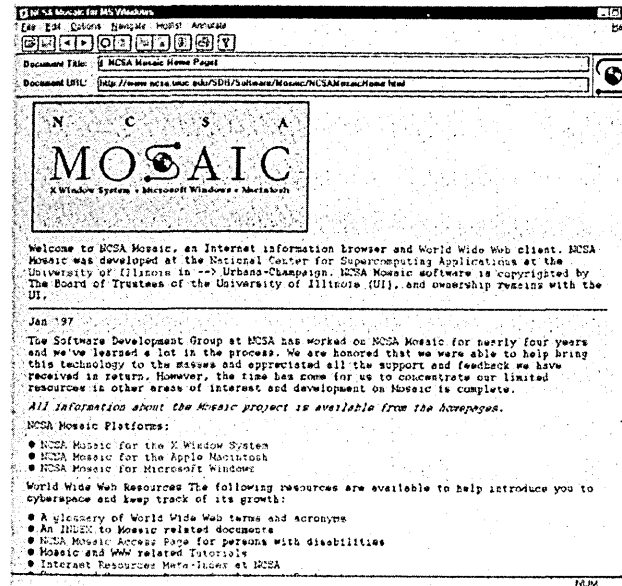 NCSA Mosaic for MS Windows
File Edit Options Navigate Hotlist Annotate
Document Title: NCSA Mosaic Home Page
Document URL: http://www.ncsa.uiuc.edu/SDG/Software/Mosaic/NCSAMosaicHome.html
N C S A
MOSAIC
X Window System • Microsoft Windows • Macintosh
Welcome to NCSA Mosaic, an Internet information browser and World Wide Web client. NCSA
Mosaic was developed at the National Center for Supercomputing Applications at the
University of Illinois in --> Urbana-Champaign. NCSA Mosaic software is copyrighted by
The Board of Trustees of the University of Illinois (UI), and ownership remains with the
UI.
Jan '97
The Software Development Group at NCSA has worked on NCSA Mosaic for nearly four years
and we've learned a lot in the process. We are honored that we were able to help bring
this technology to the masses and appreciated all the support and feedback we have
received in return. However, the time has come for us to concentrate our limited
resources in other areas of interest and development on Mosaic is complete.
All information about the Mosaic project is available from the homepages.
NCSA Mosaic Platforms:
● NCSA Mosaic for the X Window System
● NCSA Mosaic for the Apple Macintosh
● NCSA Mosaic for Microsoft Windows
World Wide Web Resources The following resources are available to help introduce you to
cyberspace and keep track of its growth:
● A glossary of World Wide Web terms and acronyms
● An INDEX to Mosaic related documents
● NCSA Mosaic Access Page for persons with disabilities
● Mosaic and WWW related Tutorials
● Internet Resources Meta-Index at NCSA
NUM